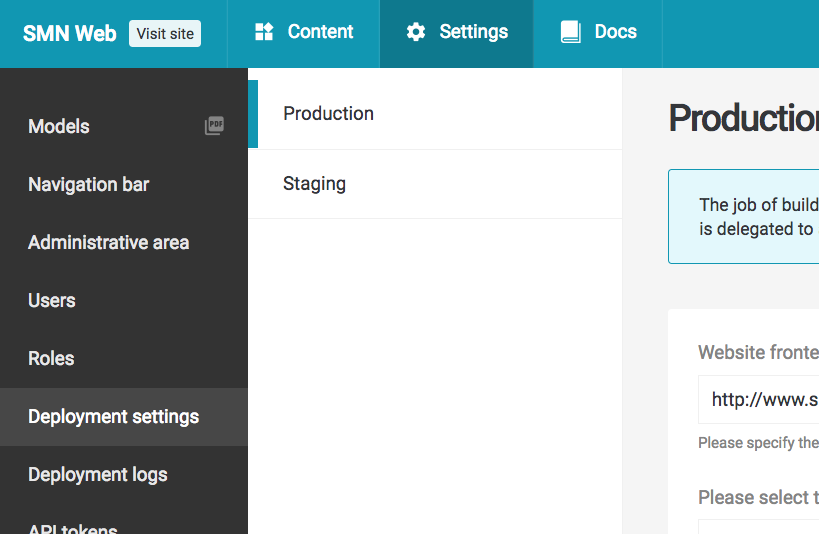 SMN Web
Visit site
Content
Settings
Docs
Models
PDF
Navigation bar
Administrative area
Users
Roles
Deployment settings
Deployment logs
API tokens
Production
Staging
Production
The job of build
is delegated to
Website fronte
http://www.s
Please specify the
Please select t